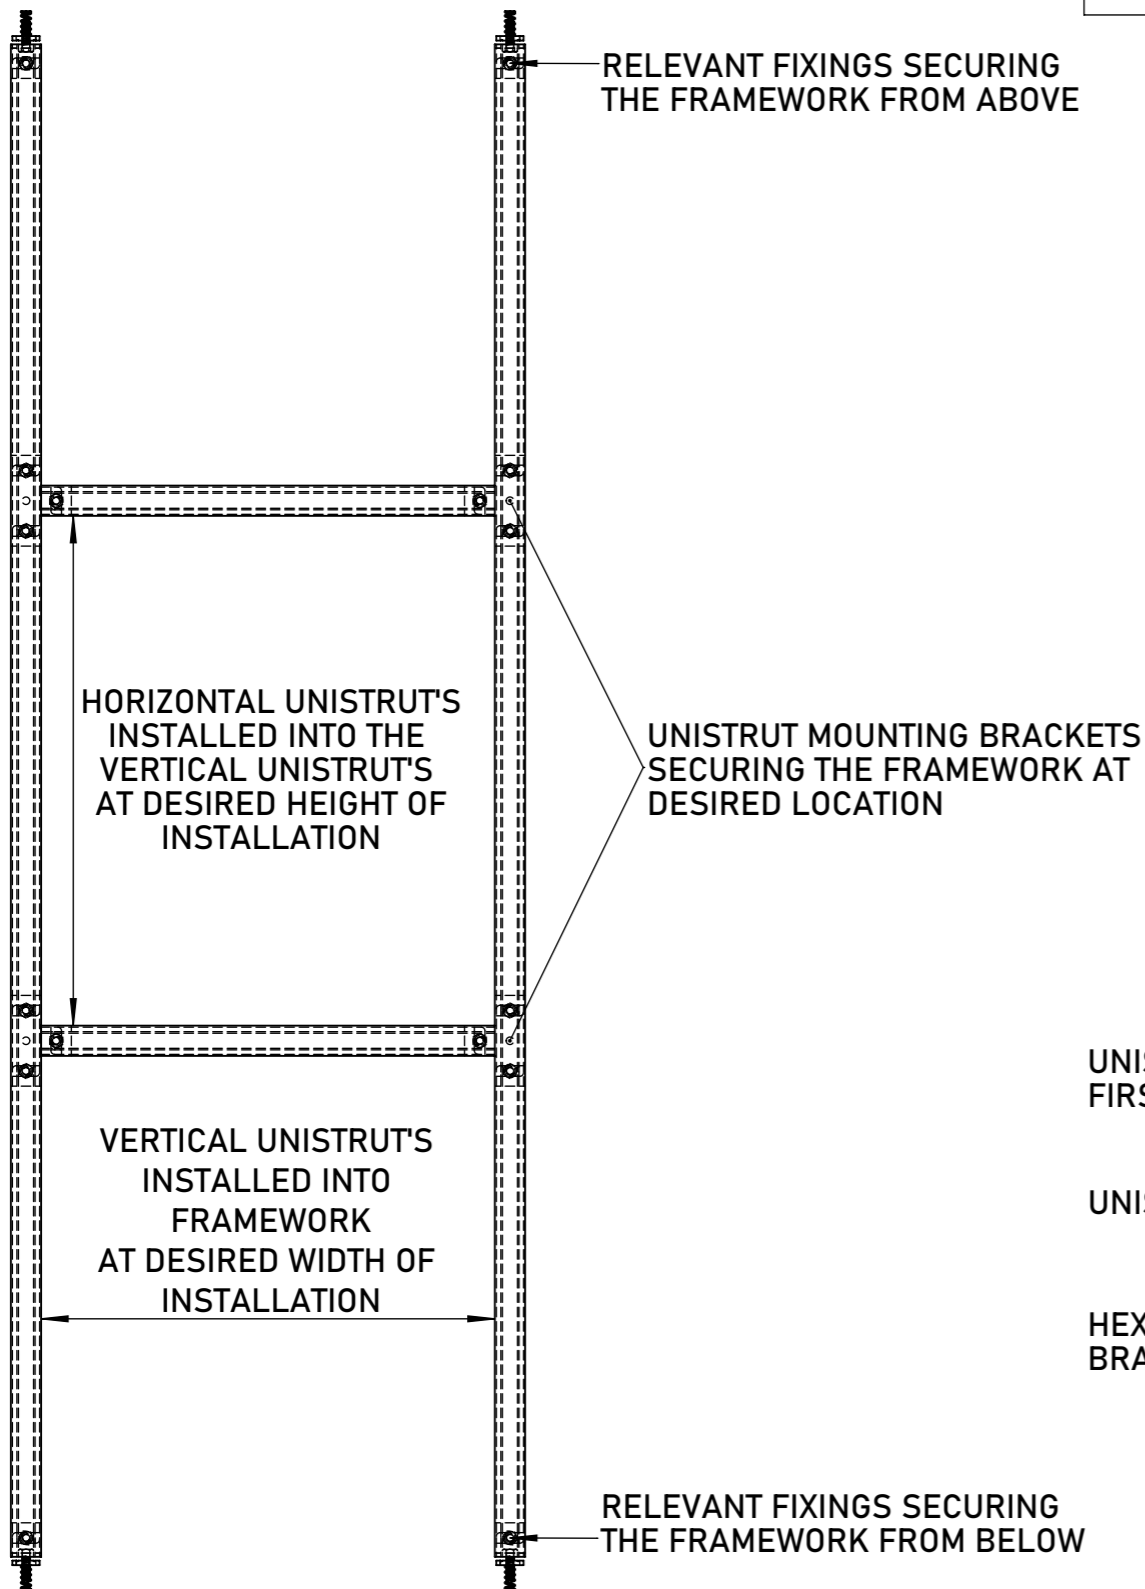 RELEVANT FIXINGS SECURING
THE FRAMEWORK FROM ABOVE
HORIZONTAL UNISTRUT'S
INSTALLED INTO THE
VERTICAL UNISTRUT'S
AT DESIRED HEIGHT OF
INSTALLATION
UNISTRUT MOUNTING BRACKETS
SECURING THE FRAMEWORK AT
DESIRED LOCATION
VERTICAL UNISTRUT'S
INSTALLED INTO
FRAMEWORK
AT DESIRED WIDTH OF
INSTALLATION
RELEVANT FIXINGS SECURING
THE FRAMEWORK FROM BELOW